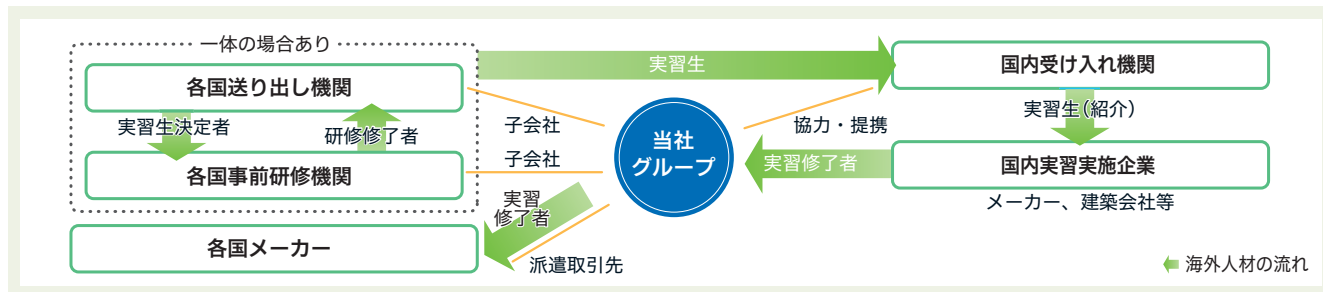 一体の場合あり
各国送り出し機関
実習生決定者
研修修了者
各国事前研修機関
各国メーカー
実習生
子会社
子会社
当社
グループ
協力・提携
実習修了者
実習
修了者
派遣取引先
国内受け入れ機関
実習生(紹介)
国内実習実施企業
メーカー、建築会社等
海外人材の流れ